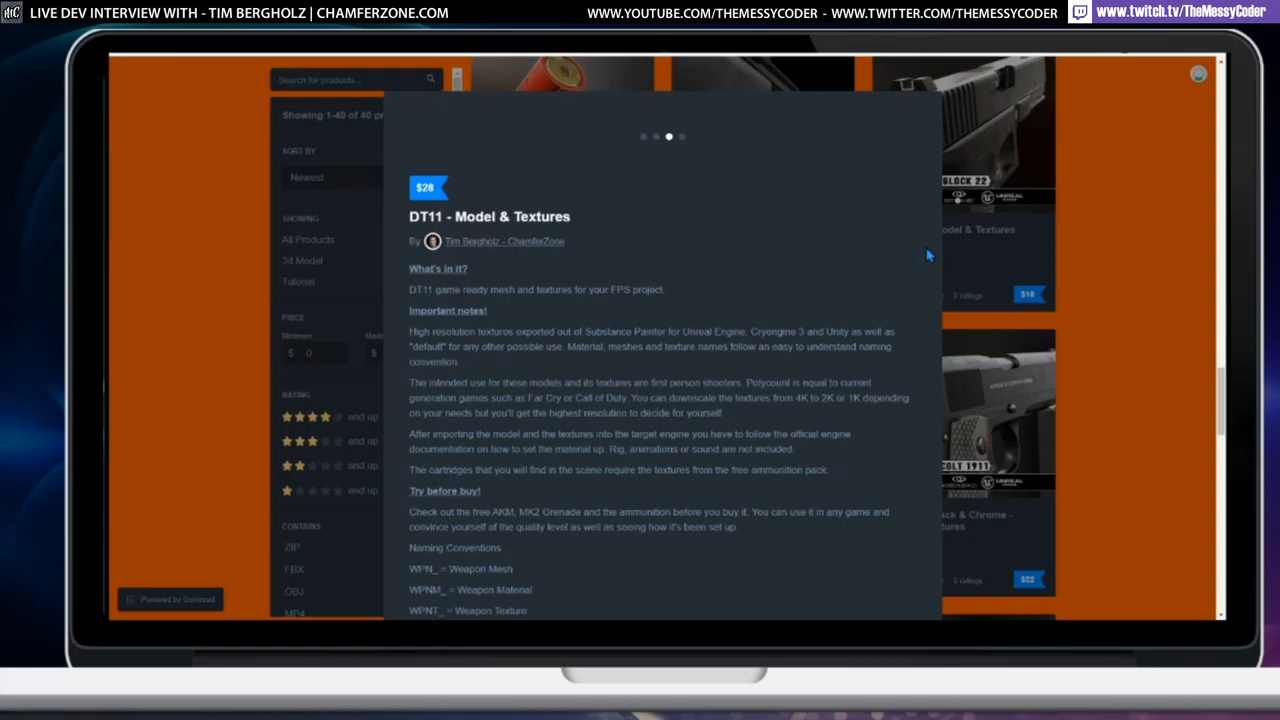 LIVE DEV INTERVIEW WITH - TIM BERGHOLZ | CHAMFERZONE.COM
WWW.YOUTUBE.COM/THEMESSYCODER - WWW.TWITTER.COM/THEMESSYCODER
www.twitch.tv/TheMessyCoder
Search for products...
Showing 1-40 of 40 pr
SORT BY
Newest
SHOWING
All Products
3d Model
Tutorial
PRICE
Minimum
$ 0
$
RATING
and up
and up
and up
and up
CONTAINS
.ZIP
.FBX
.OBJ
.MP4
Powered by Gumroad
$28
DT11 - Model & Textures
By Tim Bergholz - ChamferZone
What's in it?
DT11 game ready mesh and textures for your FPS project.
Important notes!
High resolution textures exported out of Substance Painter for Unreal Engine, Cryengine 3 and Unity as well as
"default" for any other possible use. Material, meshes and texture names follow an easy to understand naming
convention.
The intended use for these models and its textures are first person shooters. Polycount is equal to current
generation games such as Far Cry or Call of Duty. You can downscale the textures from 4K to 2K or 1K depending
on your needs but you'll get the highest resolution to decide for yourself.
After importing the model and the textures into the target engine you have to follow the official engine
documentation on how to set the material up. Rig, animations or sound are not included.
The cartridges that you will find in the scene require the textures from the free ammunition pack.
Try before buy!
Check out the free AKM, MK2 Grenade and the ammunition before you buy it. You can use it in any game and
convince yourself of the quality level as well as seeing how it's been set up.
Naming Conventions
WPN_ = Weapon Mesh
WPNM_ = Weapon Material
WPNT_ = Weapon Texture
GLOCK 22
UNREAL
odel & Textures
0 ratings
$18
COLT 1911
UNREAL
ck & Chrome -
tures
0 ratings
$22